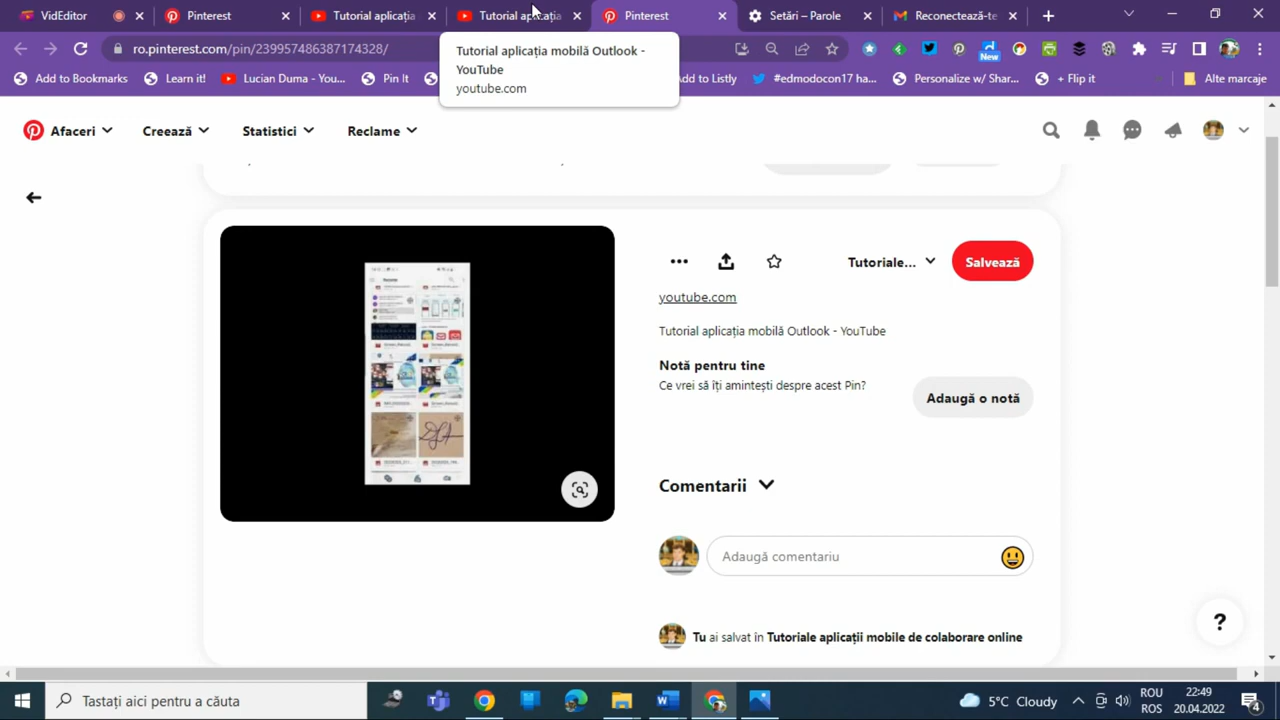 VidEditor
Pinterest
Tutorial aplicația
Tutorial aplicația
Pinterest
Setări – Parole
Reconectează-te
ro.pinterest.com/pin/239957486387174328/
New
Tutorial aplicația mobilă Outlook -
YouTube
youtube.com
Add to Bookmarks
Learn it!
Lucian Duma - You...
Pin It
Add to Listly
#edmodocon17 ha...
Personalize w/ Shar...
+ Flip it
Alte marcaje
Afaceri
Creează
Statistici
Reclame
Tutoriale...
Salvează
youtube.com
Tutorial aplicația mobilă Outlook - YouTube
Notă pentru tine
Ce vrei să îți amintești despre acest Pin?
Adaugă o notă
Comentarii
Adaugă comentariu
Tu ai salvat în Tutoriale aplicații mobile de colaborare online
?
Tastați aici pentru a căuta
5°C Cloudy
ROU
ROS
22:49
20.04.2022
4